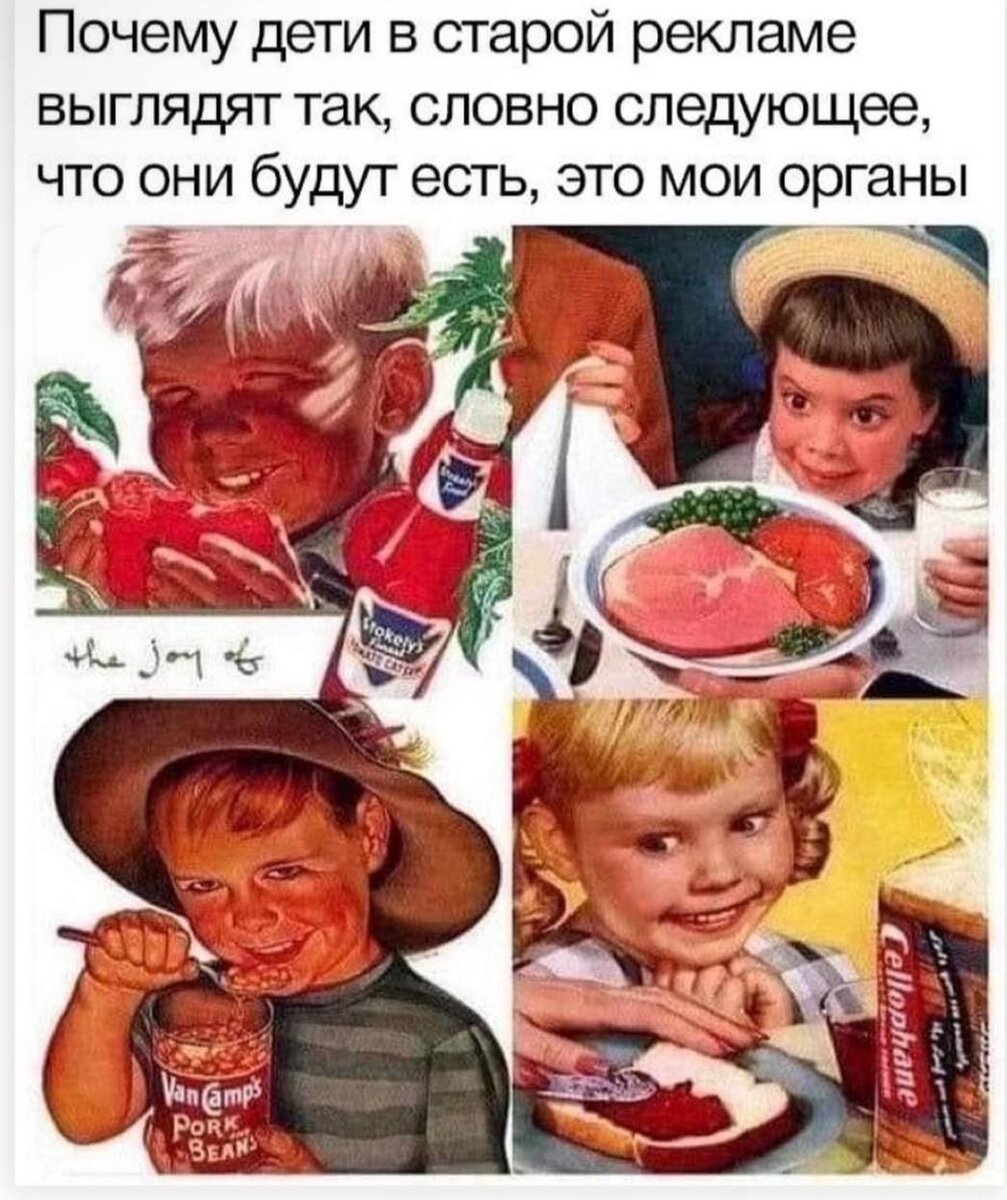 Почему дети в старой рекламе
выглядят так, словно следующее,
что они будут есть, это мои органы
the joy of
Stokely's
Finest
Van Camp's
PORK
BEANS
Cellophane